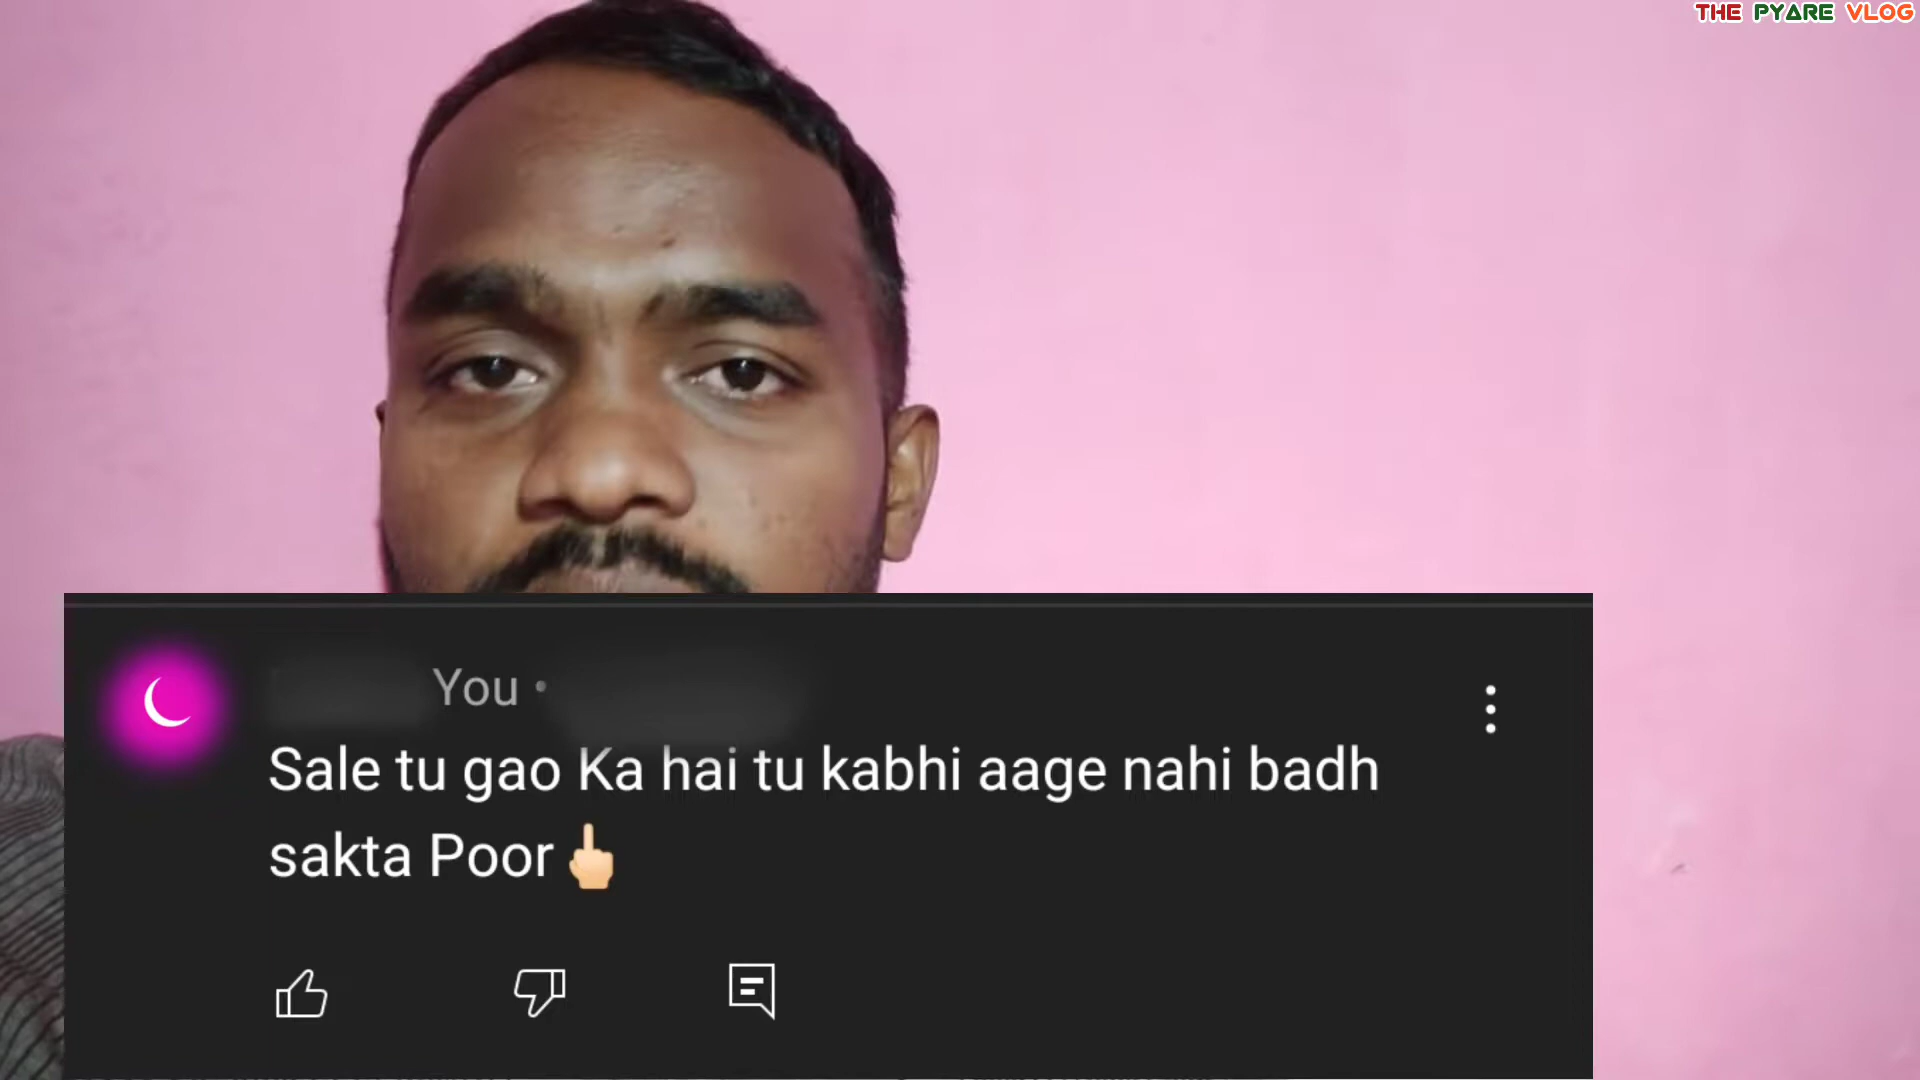 THE PYARE VLOG
You •
Sale tu gao Ka hai tu kabhi aage nahi badh
sakta Poor🖕🏻